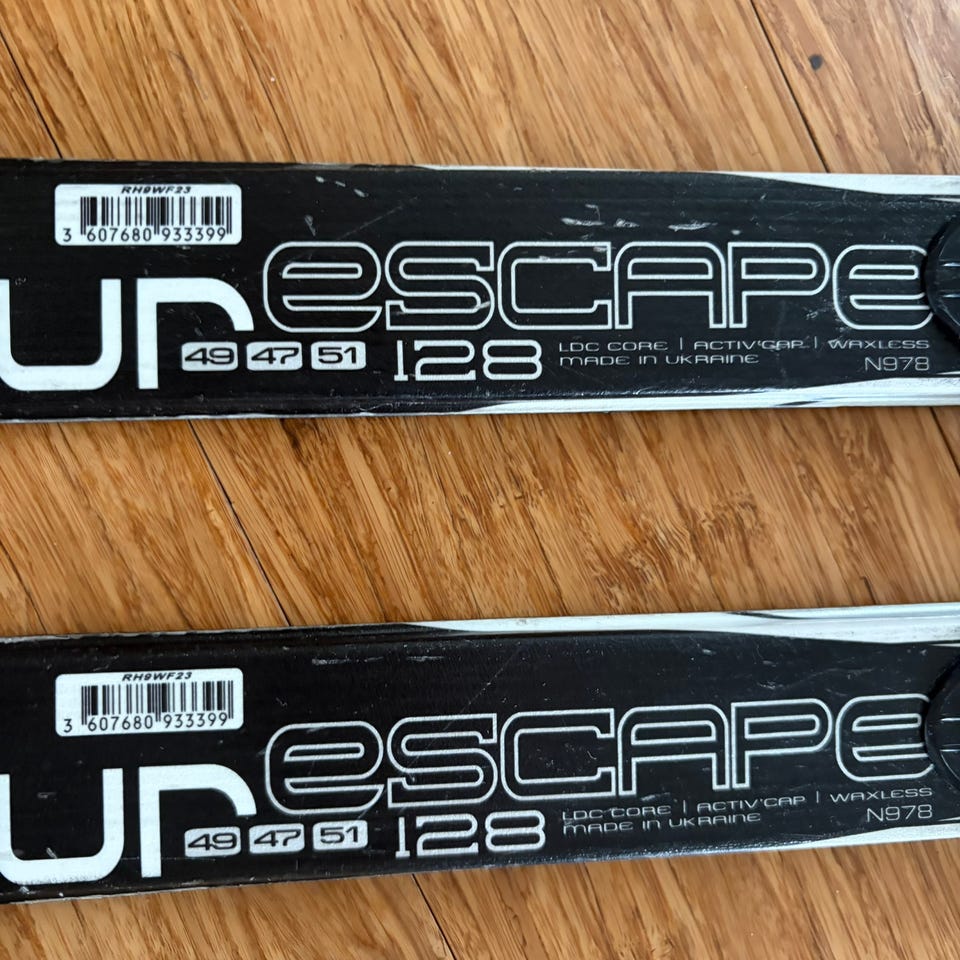 RH9WF23
3 607680 933399
ur escape
49 47 51 128
LDC CORE | ACTIV'CAP | WAXLESS
MADE IN UKRAINE
N978
RH9WF23
3 607680 933399
ur escape
49 47 51 128
LDC CORE | ACTIV'CAP | WAXLESS
MADE IN UKRAINE
N978